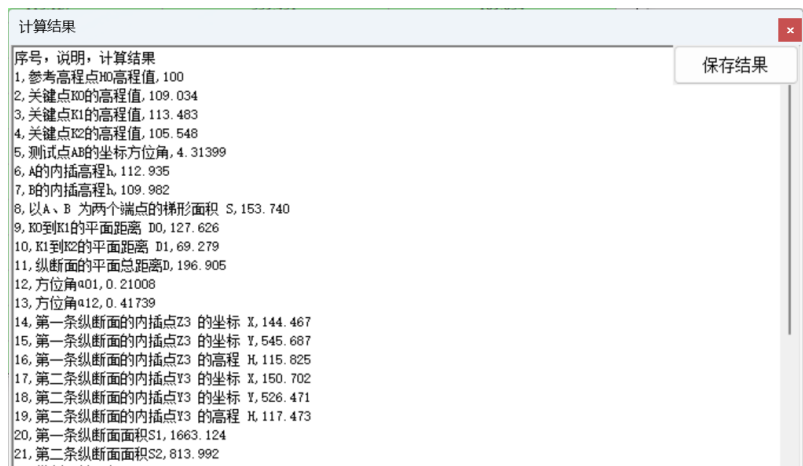 计算结果
保存结果
序号，说明，计算结果
1,参考高程点H0高程值,100
2,关键点K0的高程值,109.034
3,关键点K1的高程值,113.483
4,关键点K2的高程值,105.548
5,测试点AB的坐标方位角,4.31399
6,A的内插高程h,112.935
7,B的内插高程h,109.982
8,以A、B 为两个端点的梯形面积 S,153.740
9,K0到K1的平面距离 D0,127.626
10,K1到K2的平面距离 D1,69.279
11,纵断面的平面总距离D,196.905
12,方位角α01,0.21008
13,方位角α12,0.41739
14,第一条纵断面的内插点Z3 的坐标 X,144.467
15,第一条纵断面的内插点Z3 的坐标 Y,545.687
16,第一条纵断面的内插点Z3 的高程 H,115.825
17,第二条纵断面的内插点Y3 的坐标 X,150.702
18,第二条纵断面的内插点Y3 的坐标 Y,526.471
19,第二条纵断面的内插点Y3 的高程 H,117.473
20,第一条纵断面面积S1,1663.124
21,第二条纵断面面积S2,813.992